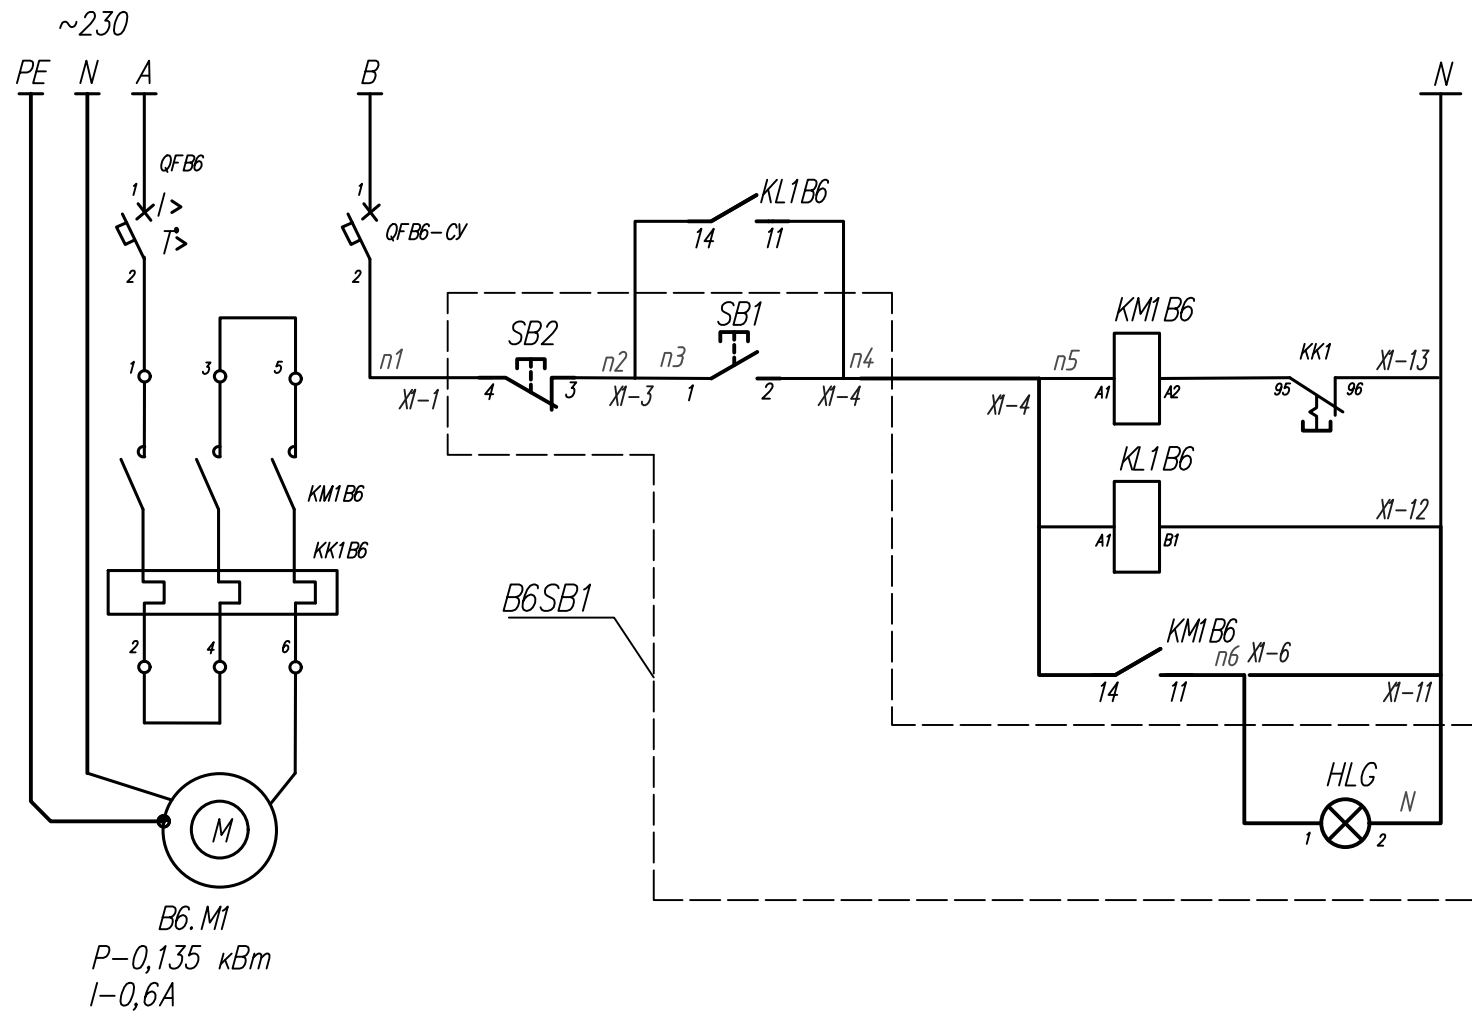 ~230
PE N A B N
QFB6
1
I>
T°>
2
1
QFB6-СУ
2
KL1B6
14 11
SB2
SB1
n1
X1-1
4 3
n2
X1-3
n3
1 2
n4
X1-4
X1-4
n5
KM1B6
A1 A2
KK1
95 96
X1-13
KL1B6
A1 B1
X1-12
1 3 5
KM1B6
KK1B6
2 4 6
B6SB1
KM1B6
14 11
n6 X1-6
X1-11
HLG
N
1 2
M
B6.M1
P-0,135 кВт
I-0,6A